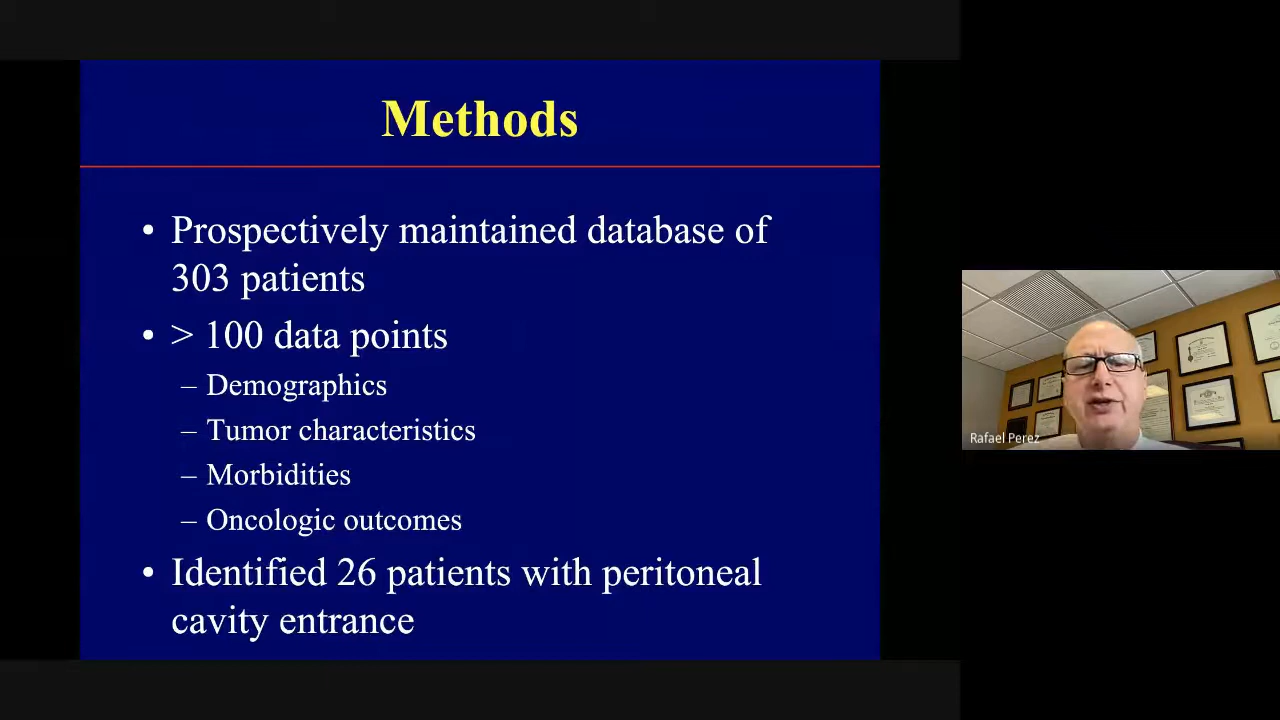 Methods
• Prospectively maintained database of
303 patients
• > 100 data points
– Demographics
– Tumor characteristics
– Morbidities
– Oncologic outcomes
• Identified 26 patients with peritoneal
cavity entrance
Rafael Perez